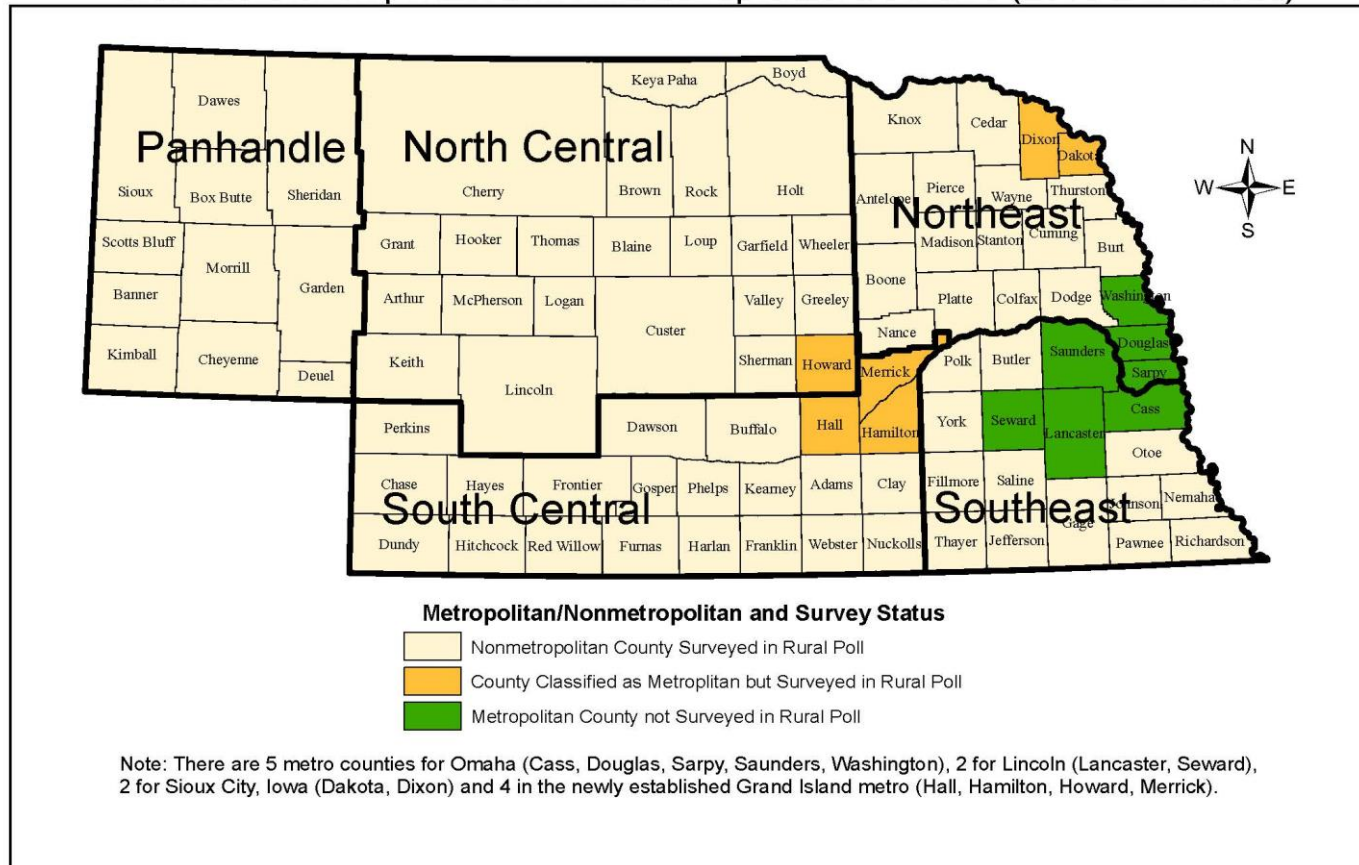 Keya Paha
Boyd
Dawes
Knox
Cedar
Dixon
Dakota
N
W
E
S
Panhandle
North Central
Northeast
Sioux
Box Butte
Sheridan
Cherry
Brown
Rock
Holt
Antelope
Pierce
Wayne
Thurston
Scotts Bluff
Morrill
Garden
Grant
Hooker
Thomas
Blaine
Loup
Garfield
Wheeler
Madison
Stanton
Cuming
Burt
Banner
Arthur
McPherson
Logan
Custer
Valley
Greeley
Boone
Platte
Colfax
Dodge
Washington
Nance
Kimball
Cheyenne
Deuel
Keith
Lincoln
Sherman
Howard
Merrick
Polk
Butler
Saunders
Douglas
Sarpy
Perkins
Dawson
Buffalo
Hall
Hamilton
York
Seward
Lancaster
Cass
Otoe
Chase
Hayes
Frontier
Gosper
Phelps
Kearney
Adams
Clay
Fillmore
Saline
Johnson
Nemaha
South Central
Southeast
Gage
Dundy
Hitchcock
Red Willow
Furnas
Harlan
Franklin
Webster
Nuckolls
Thayer
Jefferson
Pawnee
Richardson
Metropolitan/Nonmetropolitan and Survey Status
Nonmetropolitan County Surveyed in Rural Poll
County Classified as Metroplitan but Surveyed in Rural Poll
Metropolitan County not Surveyed in Rural Poll
Note: There are 5 metro counties for Omaha (Cass, Douglas, Sarpy, Saunders, Washington), 2 for Lincoln (Lancaster, Seward),
2 for Sioux City, Iowa (Dakota, Dixon) and 4 in the newly established Grand Island metro (Hall, Hamilton, Howard, Merrick).